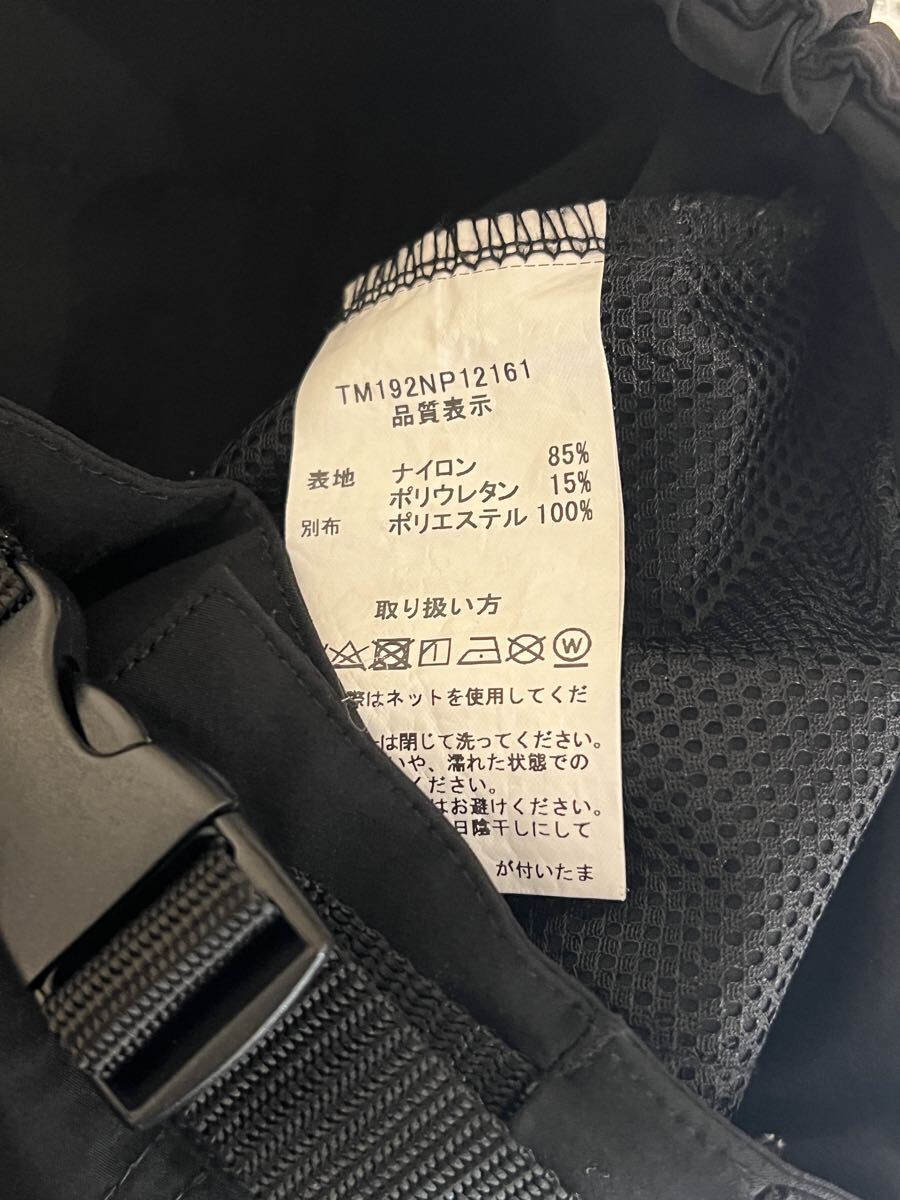 TM192NP12161
品質表示
表地 ナイロン 85%
ポリウレタン 15%
別布 ポリエステル 100%
取り扱い方
W
際はネットを使用してくだ
は閉じて洗ってください。
いや、濡れた状態での
ください。
はお避けください。
日陰干しにして
が付いたま